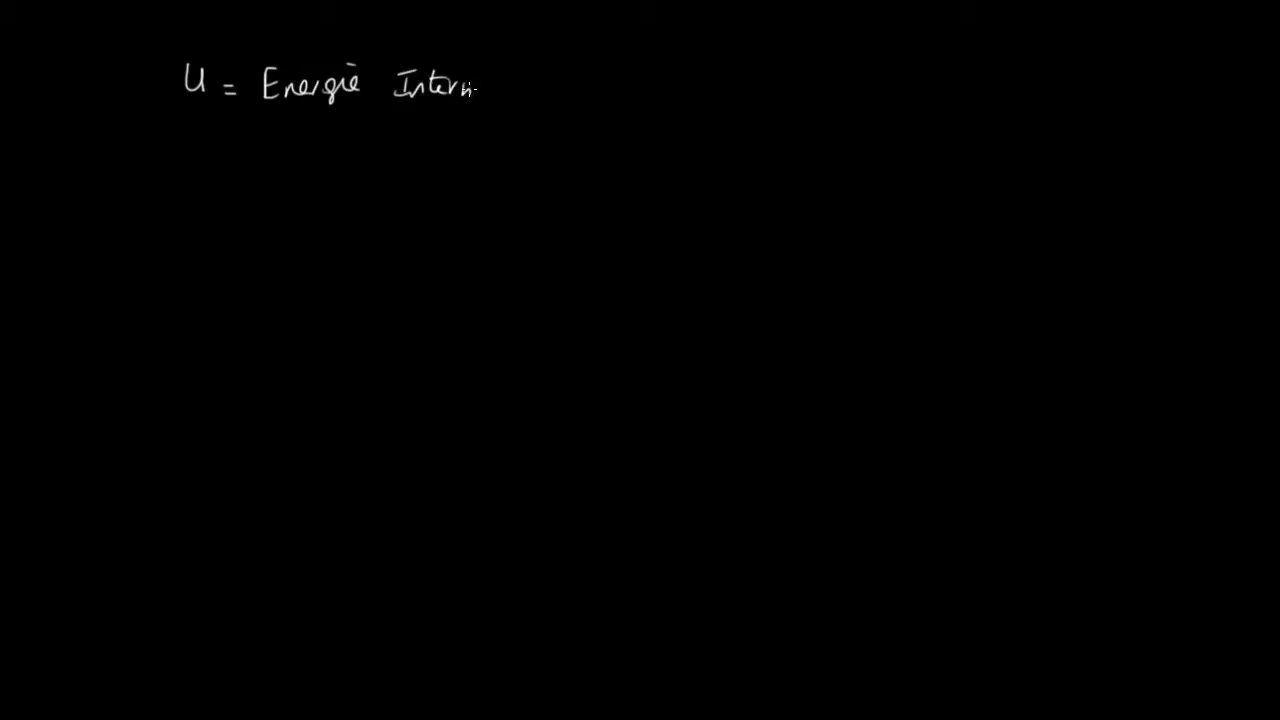 U = Energie Intern